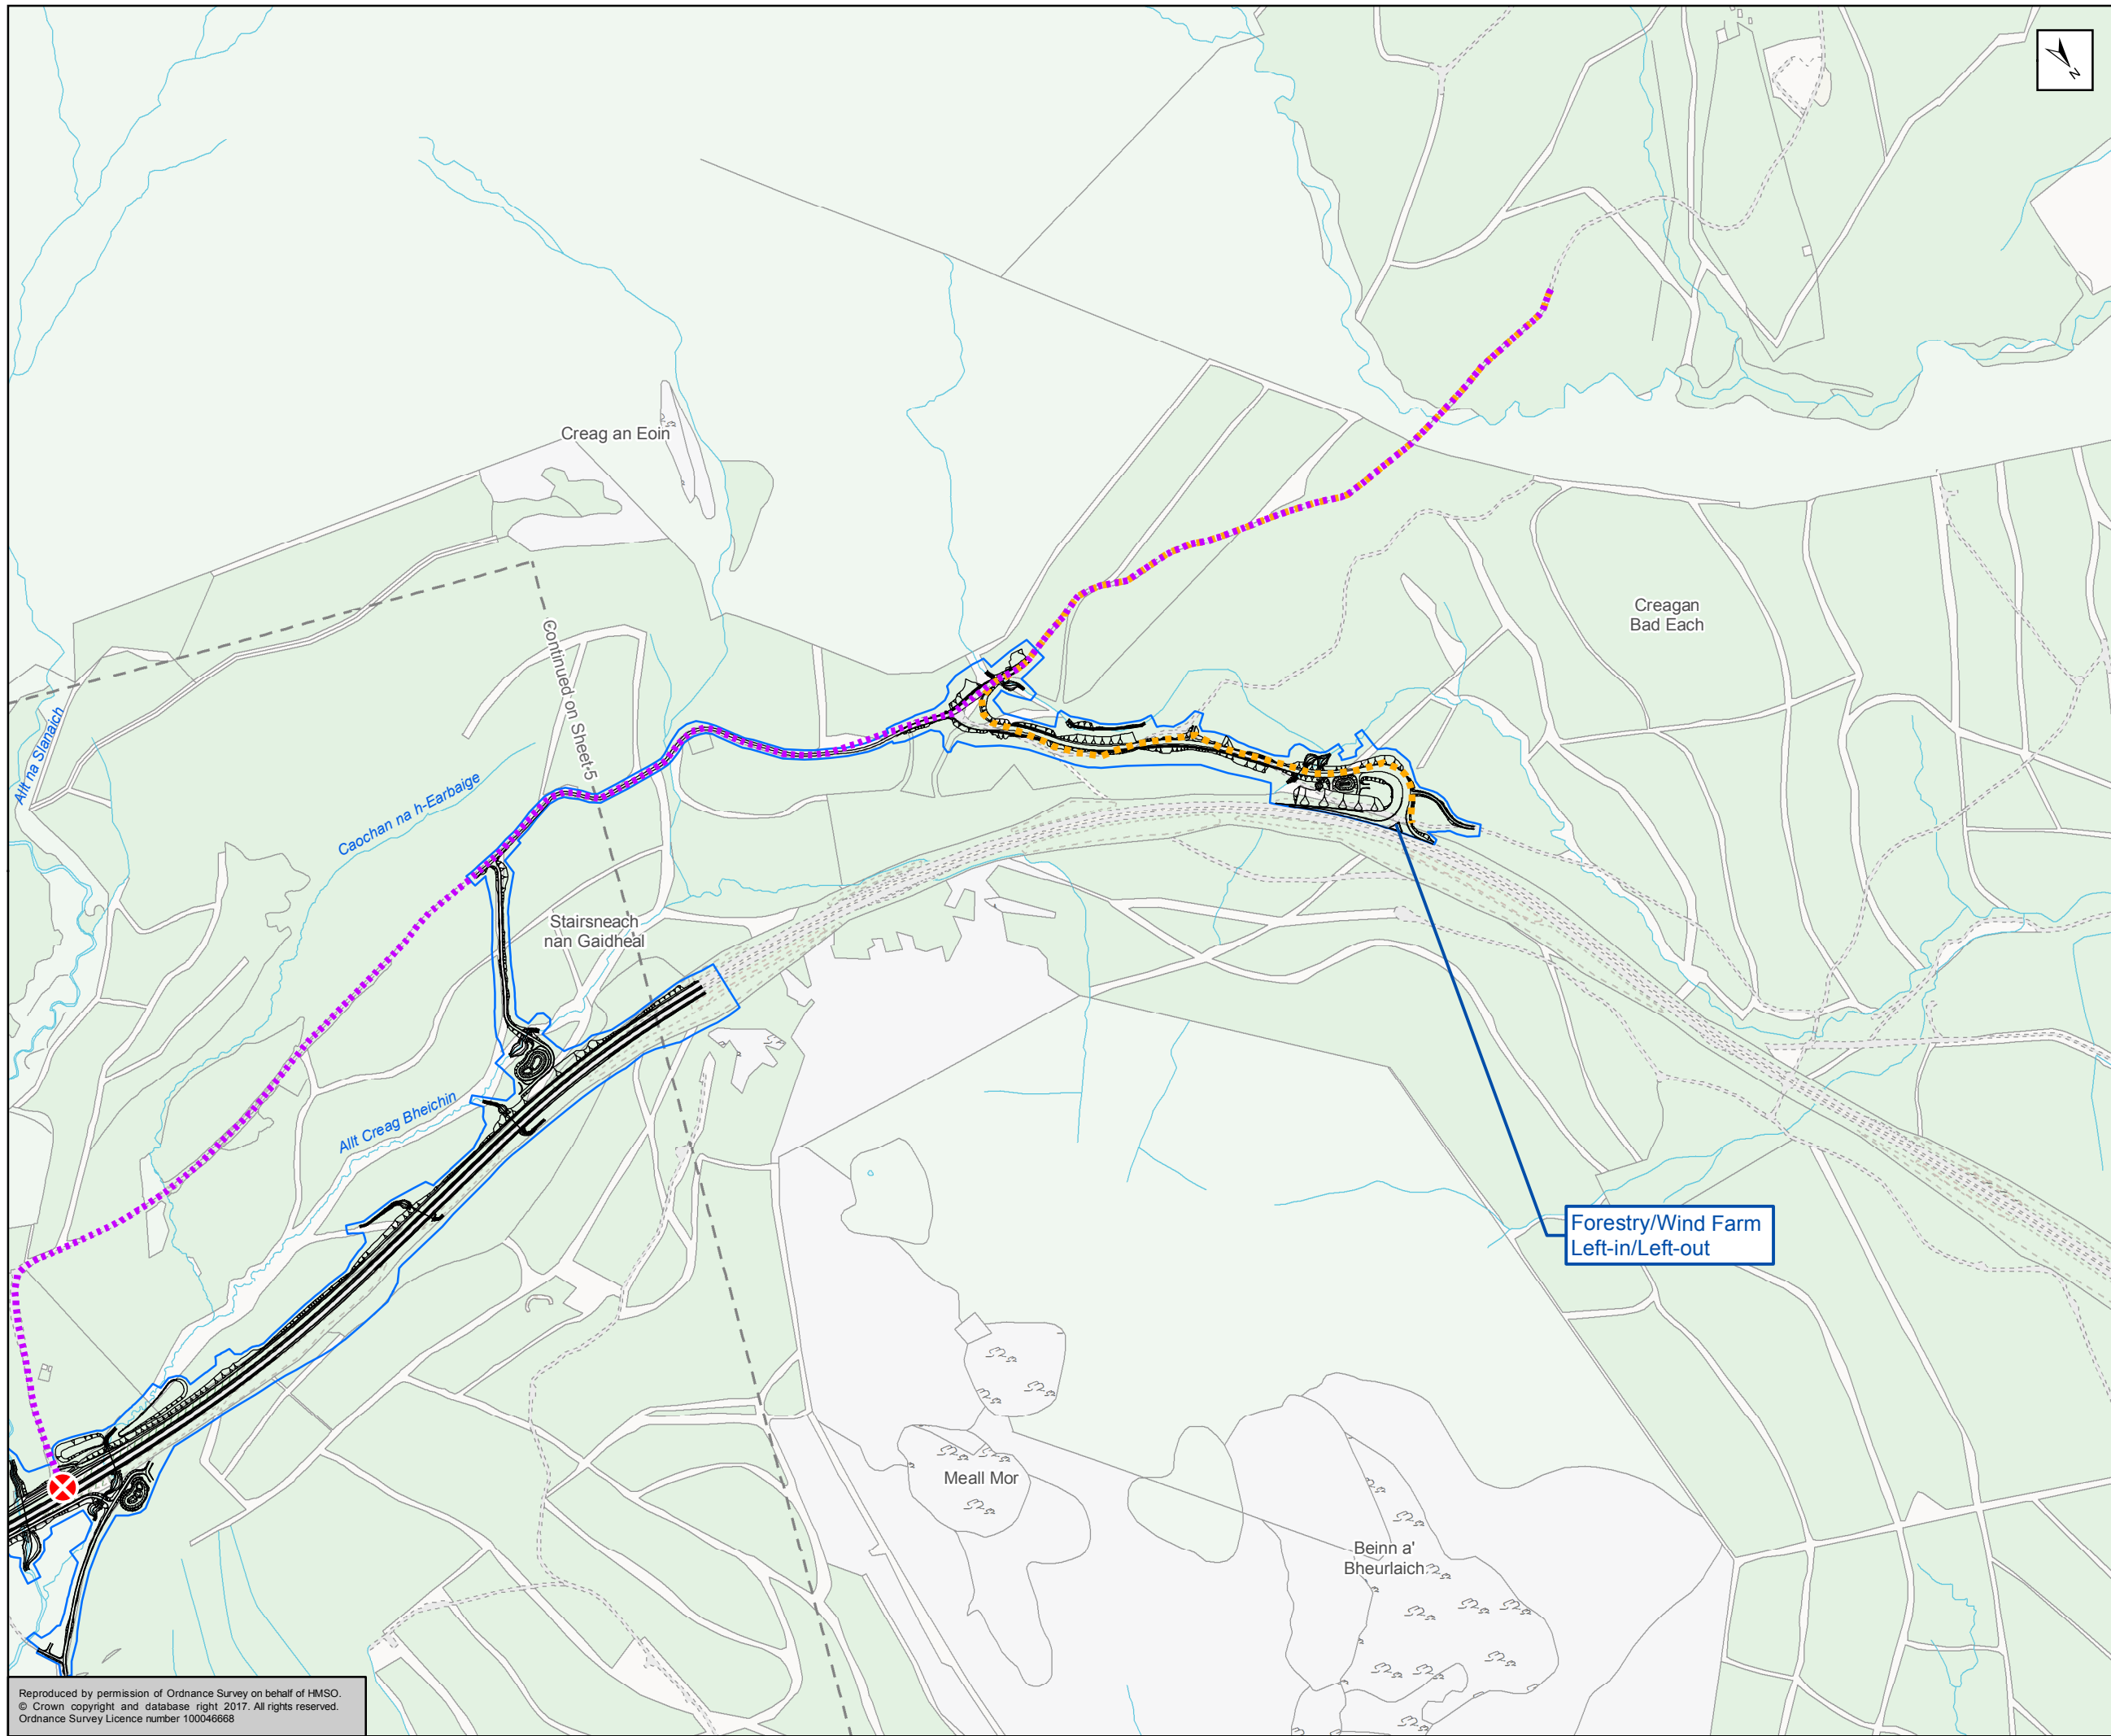 N
Creag an Eoin
Creagan
Bad Each
Continued on Sheet 5
Allt na Slanaich
Caochan na h-Earbaige
Stairsneach
nan Gaidheal
Allt Creag Bheichin
Forestry/Wind Farm
Left-in/Left-out
Meall Mor
Beinn a'
Bheurlaich
Reproduced by permission of Ordnance Survey on behalf of HMSO.
© Crown copyright and database right 2017. All rights reserved.
Ordnance Survey Licence number 100046668